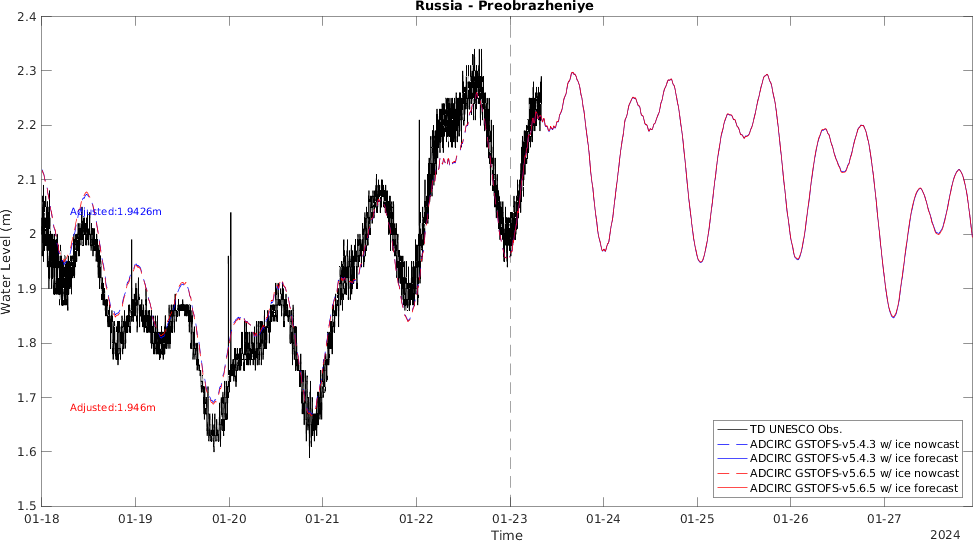 Russia - Preobrazheniye
Water Level (m)
2.4
2.3
2.2
2.1
2
1.9
1.8
1.7
1.6
1.5
Adjusted:1.9426m
Adjusted:1.946m
TD UNESCO Obs.
ADCIRC GSTOFS-v5.4.3 w/ ice nowcast
ADCIRC GSTOFS-v5.4.3 w/ ice forecast
ADCIRC GSTOFS-v5.6.5 w/ ice nowcast
ADCIRC GSTOFS-v5.6.5 w/ ice forecast
01-18 01-19 01-20 01-21 01-22 01-23 01-24 01-25 01-26 01-27
Time
2024